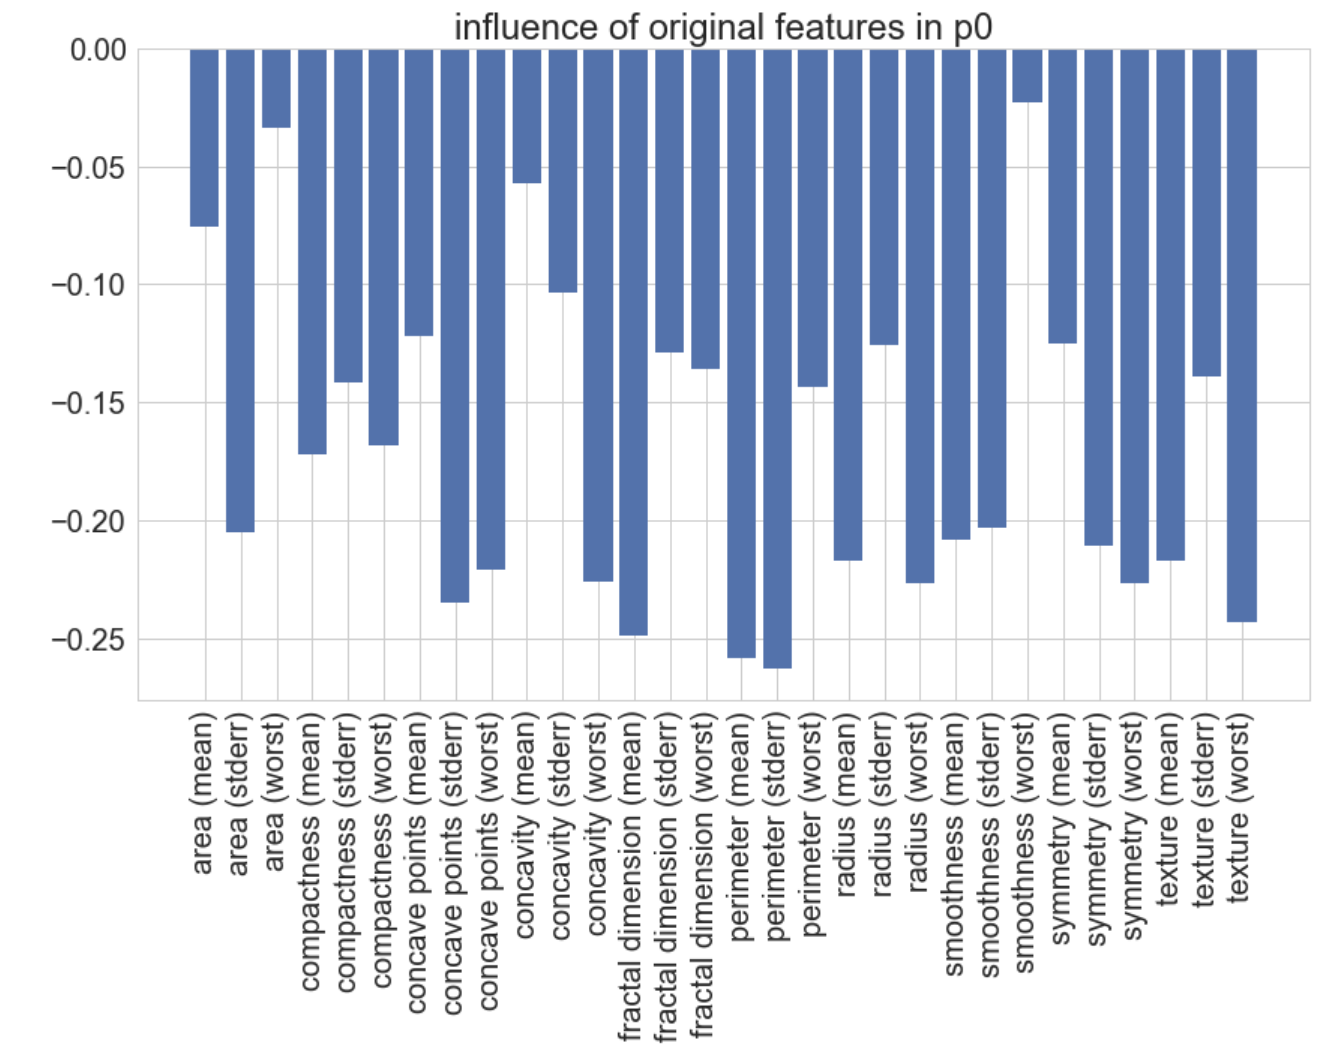 influence of original features in p0
0.00
−0.05
−0.10
−0.15
−0.20
−0.25
area (mean)
area (stderr)
area (worst)
compactness (mean)
compactness (stderr)
compactness (worst)
concave points (mean)
concave points (stderr)
concave points (worst)
concavity (mean)
concavity (stderr)
concavity (worst)
fractal dimension (mean)
fractal dimension (stderr)
fractal dimension (worst)
perimeter (mean)
perimeter (stderr)
perimeter (worst)
radius (mean)
radius (stderr)
radius (worst)
smoothness (mean)
smoothness (stderr)
smoothness (worst)
symmetry (mean)
symmetry (stderr)
symmetry (worst)
texture (mean)
texture (stderr)
texture (worst)